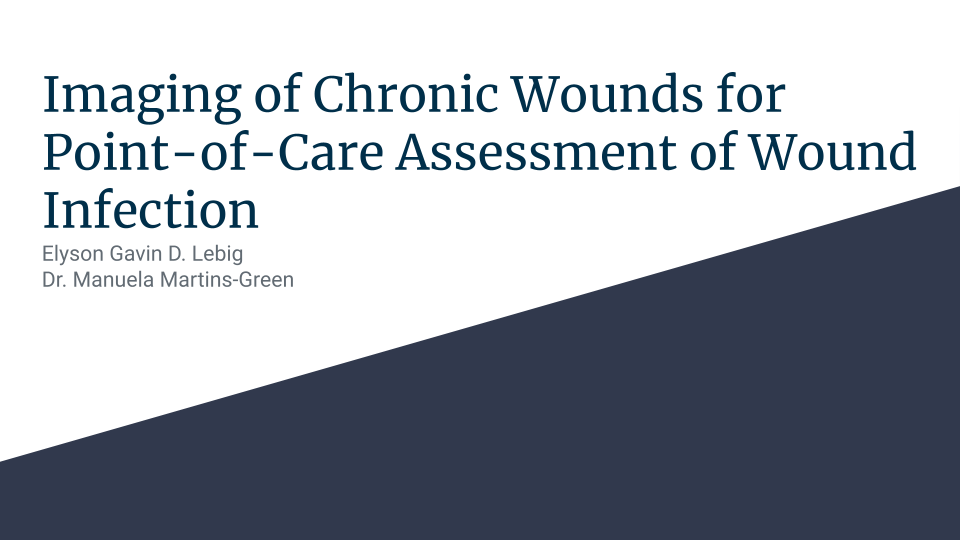 Imaging of Chronic Wounds for
Point-of-Care Assessment of Wound
Infection
Elyson Gavin D. Lebig
Dr. Manuela Martins-Green